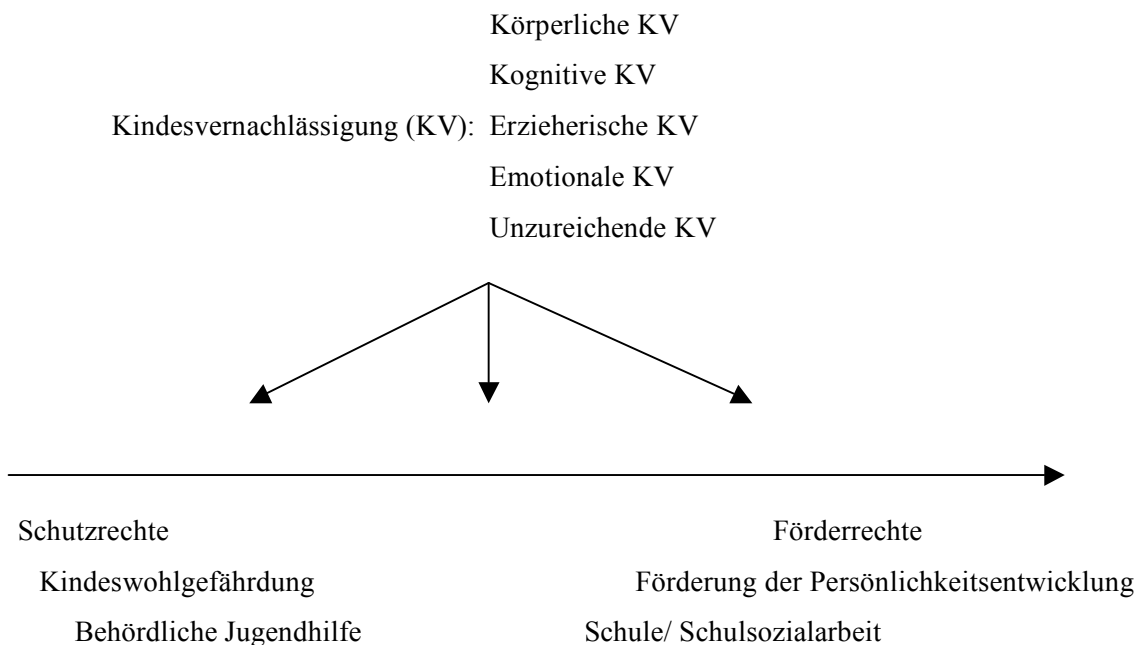 Körperliche KV
Kognitive KV
Kindesvernachlässigung (KV): Erzieherische KV
Emotionale KV
Unzureichende KV
Schutzrechte Förderrechte
Kindeswohlgefährdung Förderung der Persönlichkeitsentwicklung
Behördliche Jugendhilfe Schule/ Schulsozialarbeit